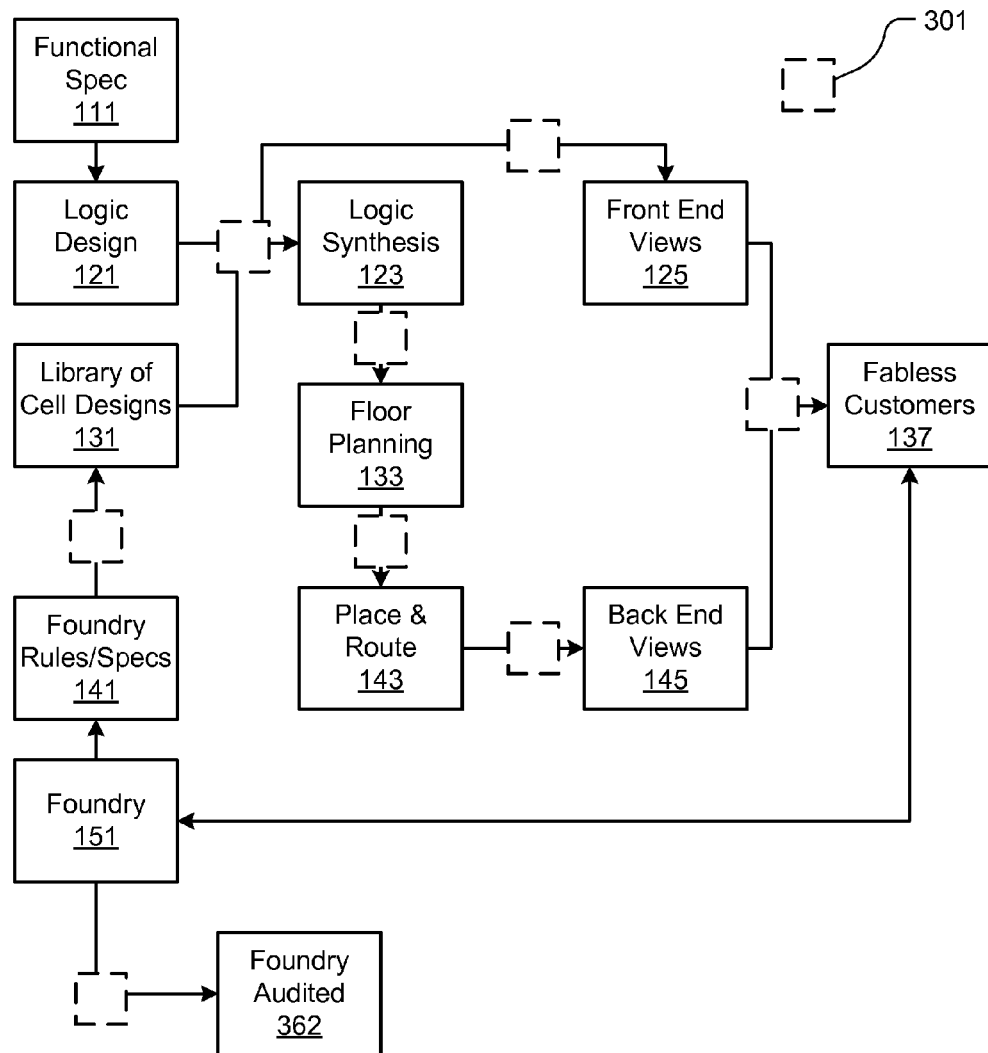 301
Functional
Spec
111
Logic
Design
121
Logic
Synthesis
123
Front End
Views
125
Library of
Cell Designs
131
Floor
Planning
133
Fabless
Customers
137
Foundry
Rules/Specs
141
Place &
Route
143
Back End
Views
145
Foundry
151
Foundry
Audited
362